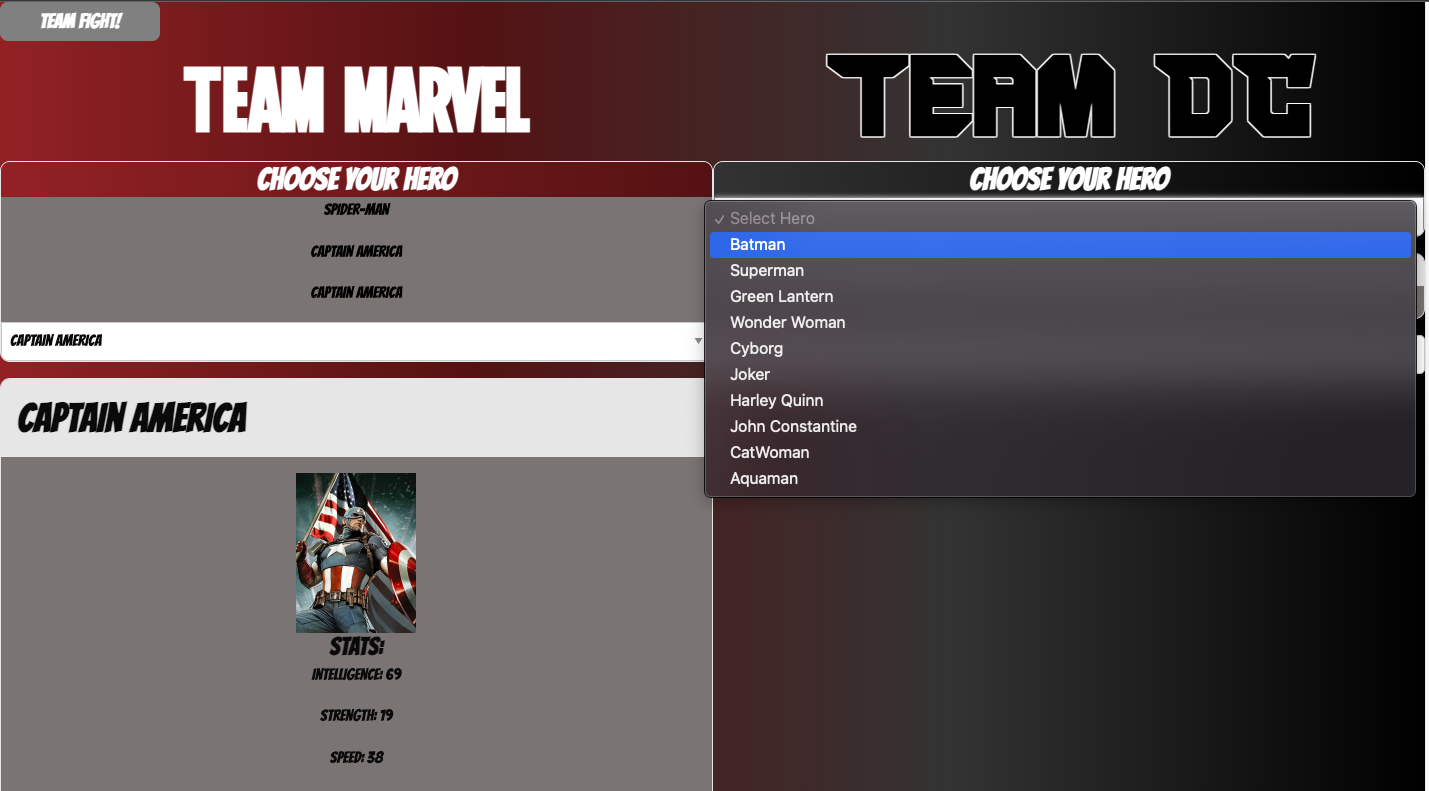 TEAM FIGHT!
TEAM MARVEL
TEAM DC
CHOOSE YOUR HERO
SPIDER-MAN
CAPTAIN AMERICA
CAPTAIN AMERICA
CAPTAIN AMERICA
CAPTAIN AMERICA
STATS:
INTELLIGENCE: 69
STRENGTH: 19
SPEED: 38
CHOOSE YOUR HERO
✓ Select Hero
Batman
Superman
Green Lantern
Wonder Woman
Cyborg
Joker
Harley Quinn
John Constantine
CatWoman
Aquaman